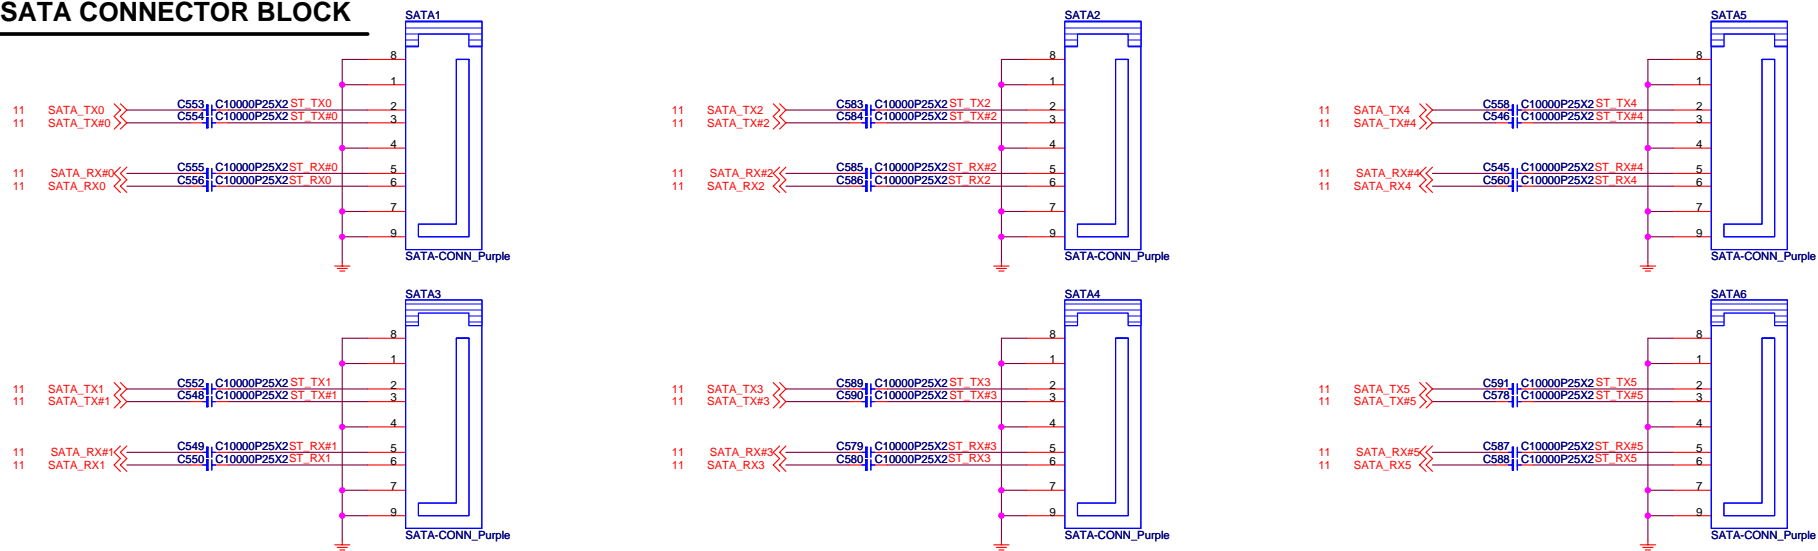 SATA CONNECTOR BLOCK
SATA1
8
1
11 SATA_TX0 C553 C10000P25X2 ST_TX0 2
11 SATA_TX#0 C554 C10000P25X2 ST_TX#0 3
4
11 SATA_RX#0 C555 C10000P25X2 ST_RX#0 5
11 SATA_RX0 C556 C10000P25X2 ST_RX0 6
7
9
SATA-CONN_Purple
SATA2
8
1
11 SATA_TX2 C583 C10000P25X2 ST_TX2 2
11 SATA_TX#2 C584 C10000P25X2 ST_TX#2 3
4
11 SATA_RX#2 C585 C10000P25X2 ST_RX#2 5
11 SATA_RX2 C586 C10000P25X2 ST_RX2 6
7
9
SATA-CONN_Purple
SATA5
8
1
11 SATA_TX4 C558 C10000P25X2 ST_TX4 2
11 SATA_TX#4 C546 C10000P25X2 ST_TX#4 3
4
11 SATA_RX#4 C545 C10000P25X2 ST_RX#4 5
11 SATA_RX4 C560 C10000P25X2 ST_RX4 6
7
9
SATA-CONN_Purple
SATA3
8
1
11 SATA_TX1 C552 C10000P25X2 ST_TX1 2
11 SATA_TX#1 C548 C10000P25X2 ST_TX#1 3
4
11 SATA_RX#1 C549 C10000P25X2 ST_RX#1 5
11 SATA_RX1 C550 C10000P25X2 ST_RX1 6
7
9
SATA-CONN_Purple
SATA4
8
1
11 SATA_TX3 C589 C10000P25X2 ST_TX3 2
11 SATA_TX#3 C590 C10000P25X2 ST_TX#3 3
4
11 SATA_RX#3 C579 C10000P25X2 ST_RX#3 5
11 SATA_RX3 C580 C10000P25X2 ST_RX3 6
7
9
SATA-CONN_Purple
SATA6
8
1
11 SATA_TX5 C591 C10000P25X2 ST_TX5 2
11 SATA_TX#5 C578 C10000P25X2 ST_TX#5 3
4
11 SATA_RX#5 C587 C10000P25X2 ST_RX#5 5
11 SATA_RX5 C588 C10000P25X2 ST_RX5 6
7
9
SATA-CONN_Purple